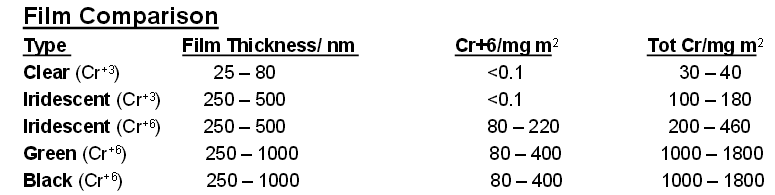 Film Comparison
Type Film Thickness/ nm Cr+6/mg m² Tot Cr/mg m²
Clear (Cr⁺³) 25 – 80 <0.1 30 – 40
Iridescent (Cr⁺³) 250 – 500 <0.1 100 – 180
Iridescent (Cr⁺⁶) 250 – 500 80 – 220 200 – 460
Green (Cr⁺⁶) 250 – 1000 80 – 400 1000 – 1800
Black (Cr⁺⁶) 250 – 1000 80 – 400 1000 – 1800